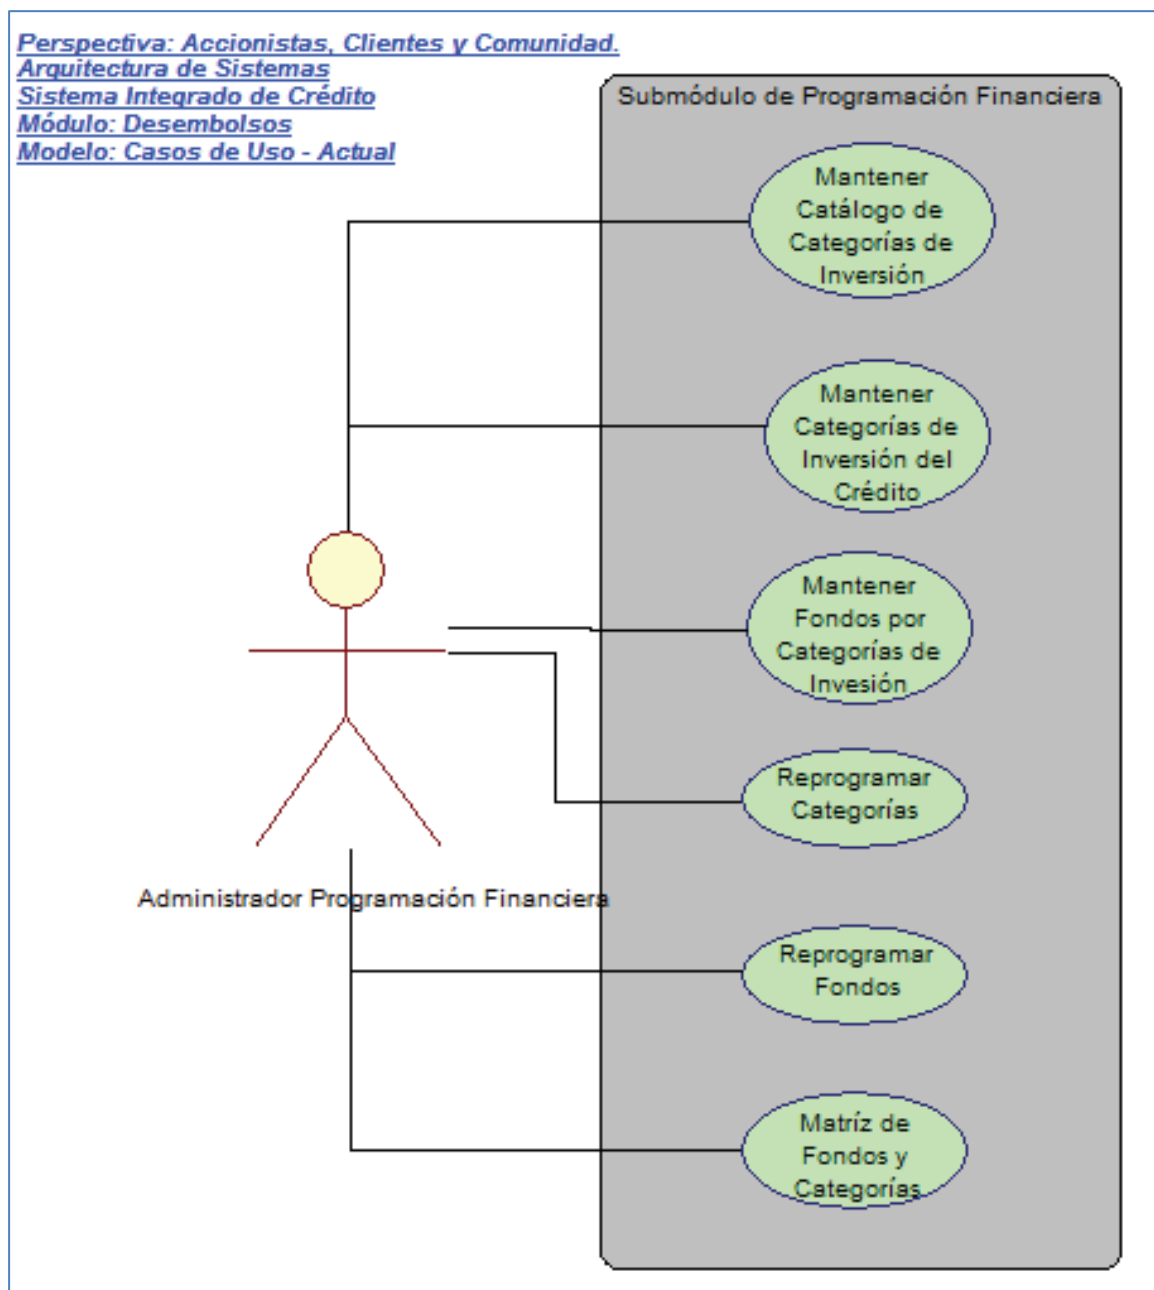 Perspectiva: Accionistas, Clientes y Comunidad.
Arquitectura de Sistemas
Sistema Integrado de Crédito
Módulo: Desembolsos
Modelo: Casos de Uso - Actual
Submódulo de Programación Financiera
Mantener
Catálogo de
Categorías de
Inversión
Mantener
Categorías de
Inversión del
Crédito
Mantener
Fondos por
Categorías de
Invesión
Reprogramar
Categorías
Administrador Programación Financiera
Reprogramar
Fondos
Matríz de
Fondos y
Categorías